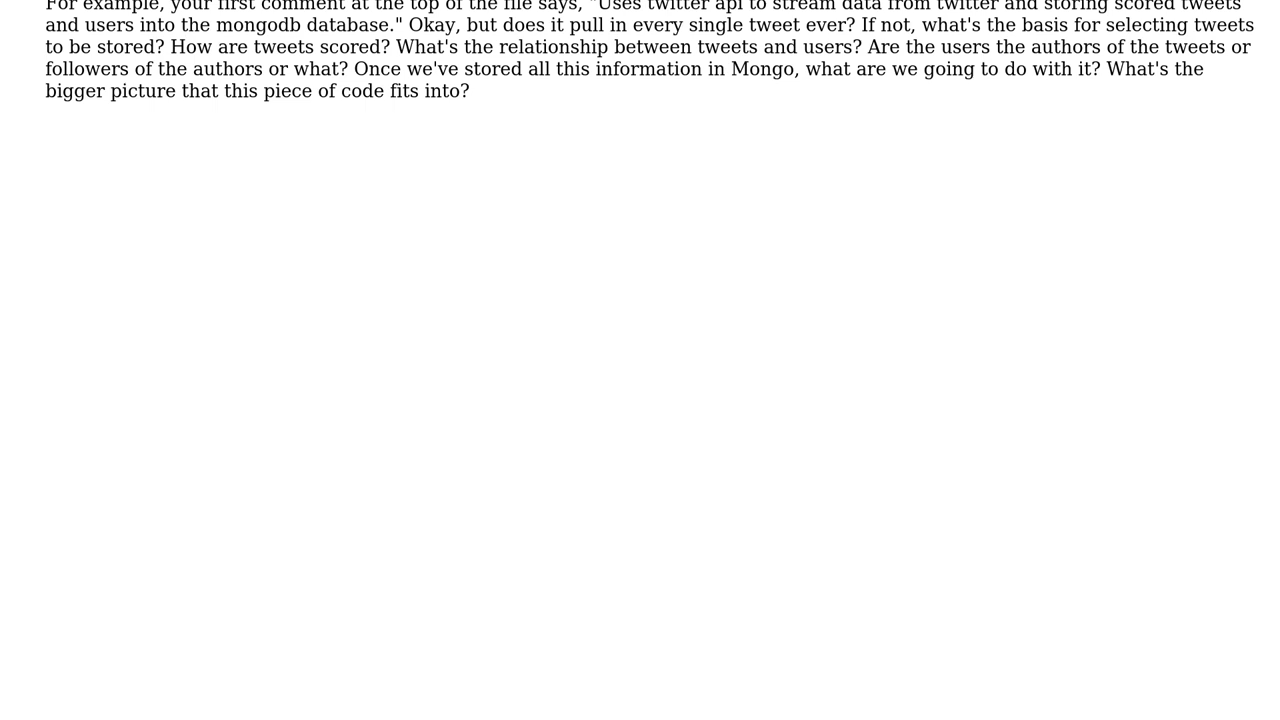 For example, your first comment at the top of the file says, "Uses twitter api to stream data from twitter and storing scored tweets
and users into the mongodb database." Okay, but does it pull in every single tweet ever? If not, what's the basis for selecting tweets
to be stored? How are tweets scored? What's the relationship between tweets and users? Are the users the authors of the tweets or
followers of the authors or what? Once we've stored all this information in Mongo, what are we going to do with it? What's the
bigger picture that this piece of code fits into?